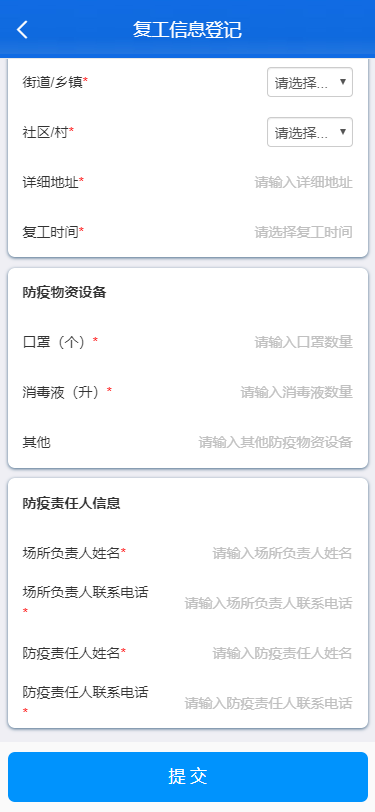 复工信息登记
街道/乡镇* 请选择...
社区/村* 请选择...
详细地址* 请输入详细地址
复工时间* 请选择复工时间
防疫物资设备
口罩（个）* 请输入口罩数量
消毒液（升）* 请输入消毒液数量
其他 请输入其他防疫物资设备
防疫责任人信息
场所负责人姓名* 请输入场所负责人姓名
场所负责人联系电话
* 请输入场所负责人联系电话
防疫责任人姓名* 请输入防疫责任人姓名
防疫责任人联系电话
* 请输入防疫责任人联系电话
提 交